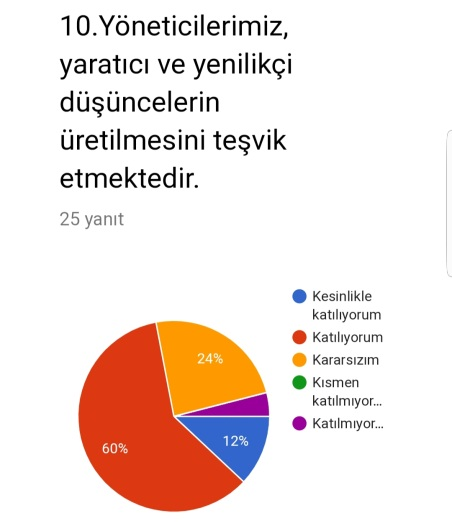 10.Yöneticilerimiz,
yaratıcı ve yenilikçi
düşüncelerin
üretilmesini teşvik
etmektedir.
25 yanıt
Kesinlikle
katılıyorum
Katılıyorum
Kararsızım
Kısmen
katılmıyor...
Katılmıyor...
24%
12%
60%